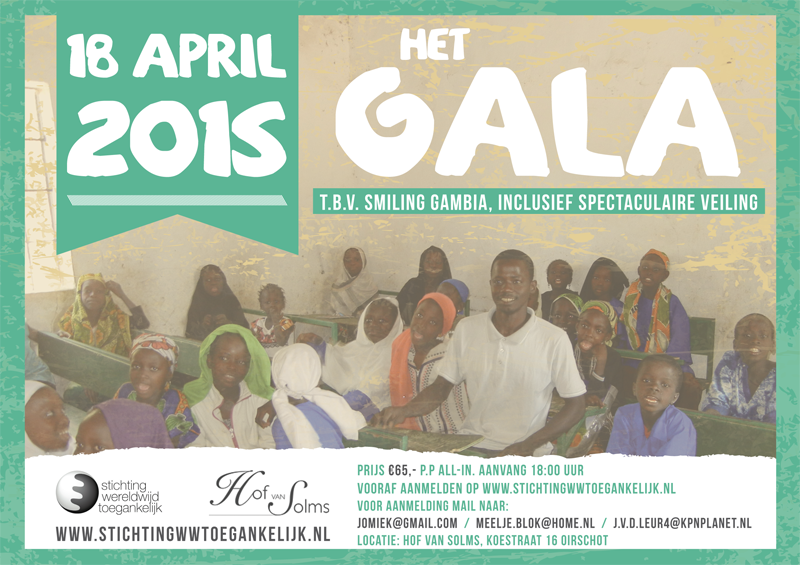 18 APRIL
2015
HET
GALA
T.B.V. SMILING GAMBIA, INCLUSIEF SPECTACULAIRE VEILING
stichting
wereldwijd
toegankelijk
Hof VAN Solms
WWW.STICHTINGWWTOEGANKELIJK.NL
PRIJS €65,- P.P ALL-IN. AANVANG 18:00 UUR
VOORAF AANMELDEN OP WWW.STICHTINGWWTOEGANKELIJK.NL
VOOR AANMELDING MAIL NAAR:
JOMIEK@GMAIL.COM / MEELJE.BLOK@HOME.NL / J.V.D.LEUR4@KPNPLANET.NL
LOCATIE: HOF VAN SOLMS, KOESTRAAT 16 OIRSCHOT